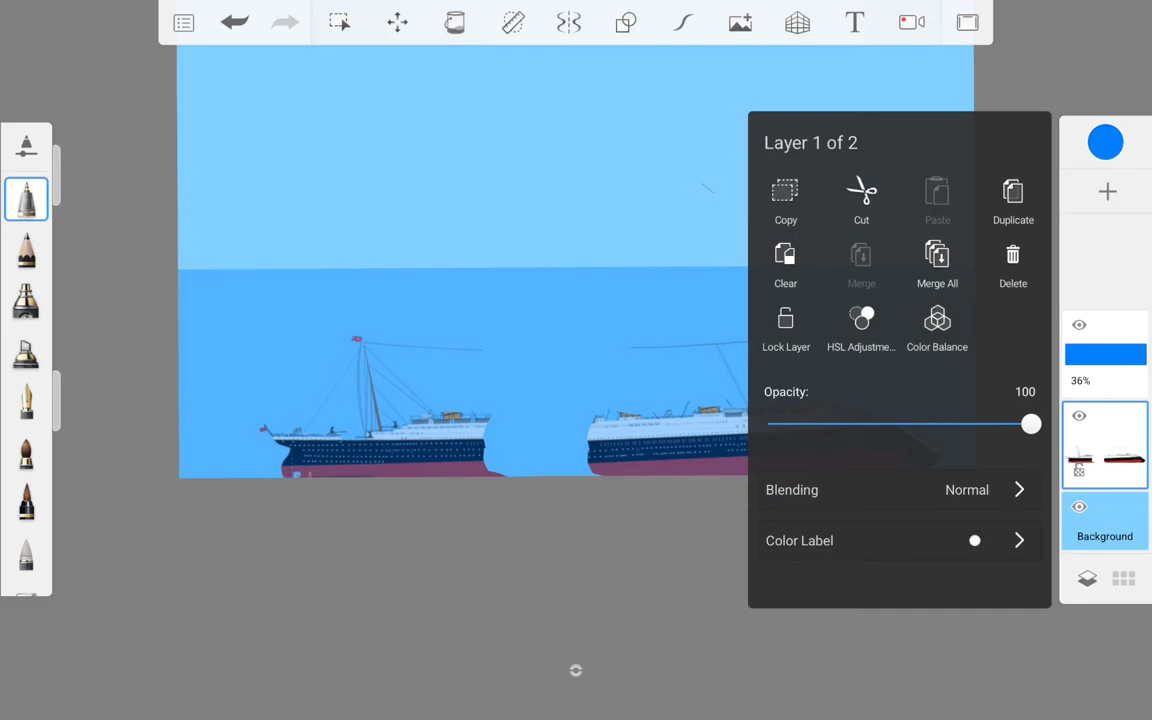 T
Layer 1 of 2
Copy
Cut
Paste
Duplicate
Clear
Merge
Merge All
Delete
Lock Layer
HSL Adjustme...
Color Balance
Opacity:
100
Blending
Normal
Color Label
36%
Background